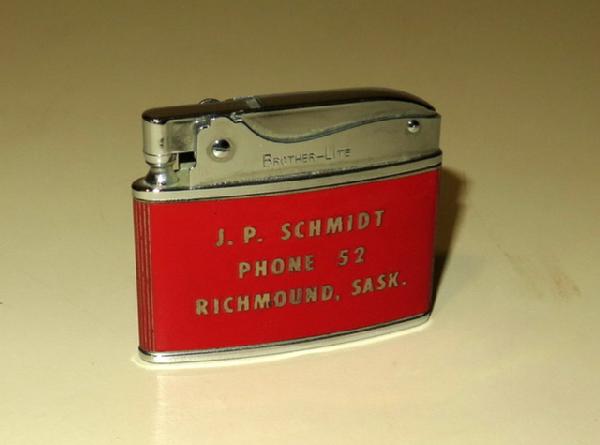 Brother-Lite
J. P. SCHMIDT
PHONE 52
RICHMOUND, SASK.